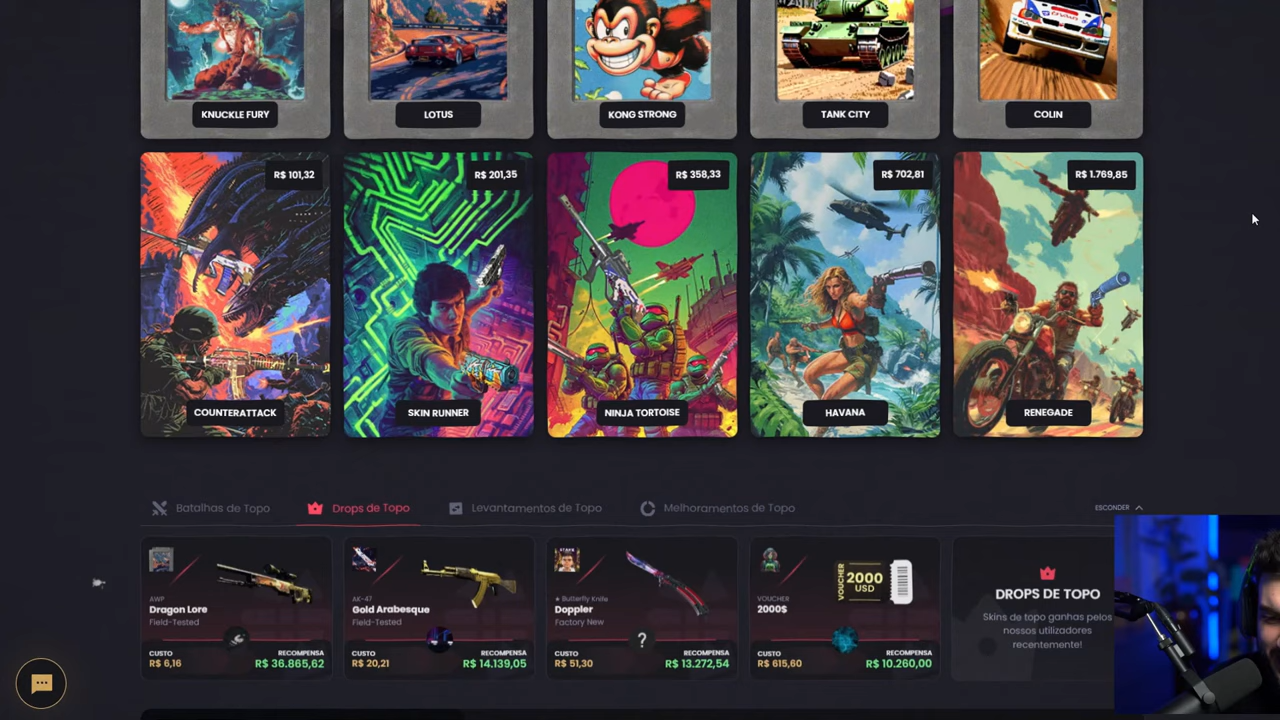 KNUCKLE FURY
LOTUS
KONG STRONG
TANK CITY
COLIN
R$ 101,32
R$ 201,35
R$ 358,33
R$ 702,81
R$ 1.769,85
COUNTERATTACK
SKIN RUNNER
NINJA TORTOISE
HAVANA
RENEGADE
Batalhas de Topo
Drops de Topo
Levantamentos de Topo
Melhoramentos de Topo
ESCONDER
AWP
Dragon Lore
Field-Tested
CUSTO
RECOMPENSA
R$ 6,16
R$ 36.865,62
AK-47
Gold Arabesque
Field-Tested
CUSTO
RECOMPENSA
R$ 20,21
R$ 14.139,05
★ Butterfly Knife
Doppler
Factory New
?
CUSTO
RECOMPENSA
R$ 51,30
R$ 13.272,54
VOUCHER
2000
USD
VOUCHER
2000$
CUSTO
RECOMPENSA
R$ 615,60
R$ 10.260,00
DROPS DE TOPO
Skins de topo ganhas pelos
nossos utilizadores
recentemente!